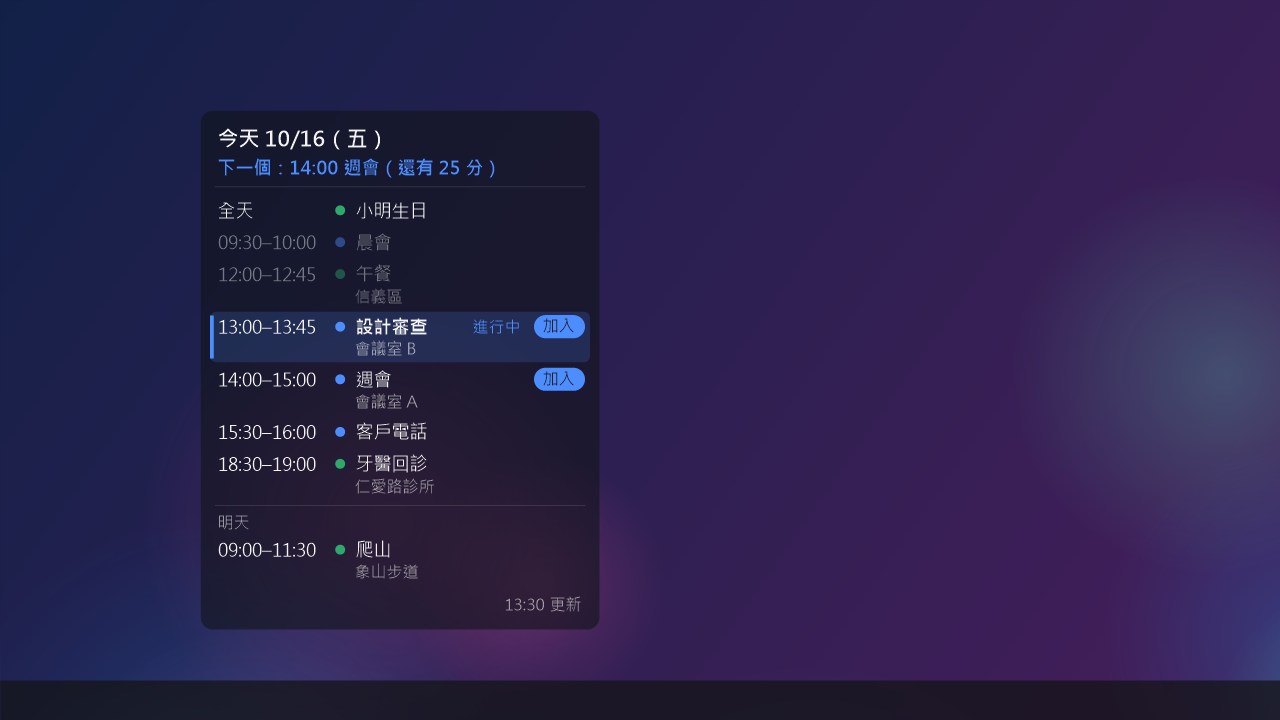 今天 10/16（五）
下一個：14:00 週會（還有 25 分）
全天 小明生日
09:30–10:00 晨會
12:00–12:45 午餐
信義區
13:00–13:45 設計審查 進行中 加入
會議室 B
14:00–15:00 週會 加入
會議室 A
15:30–16:00 客戶電話
18:30–19:00 牙醫回診
仁愛路診所
明天
09:00–11:30 爬山
象山步道
13:30 更新